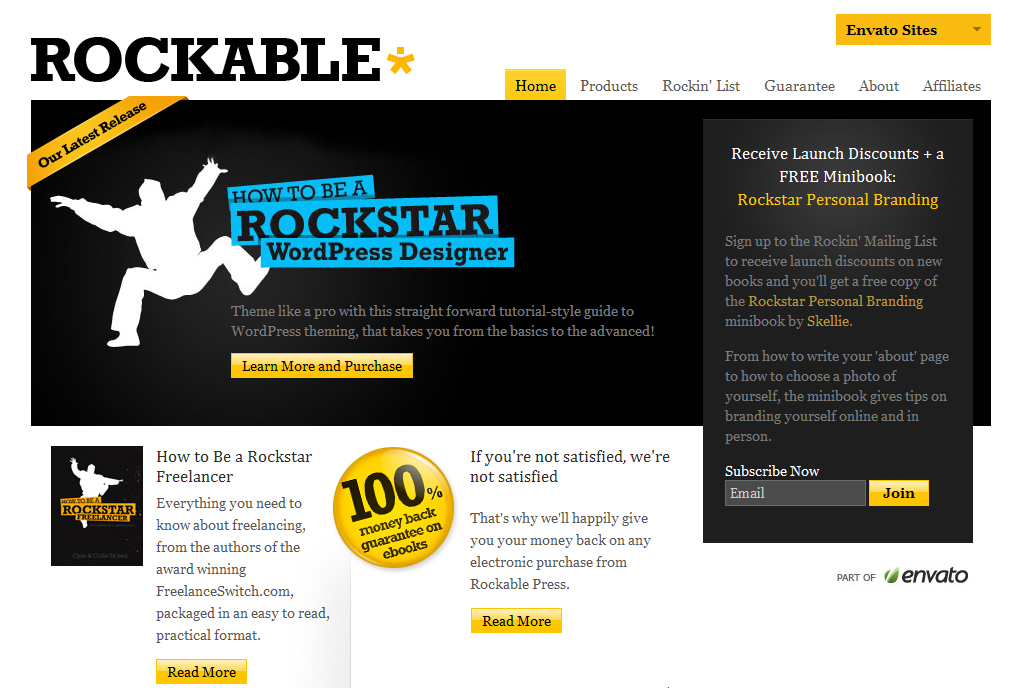 Envato Sites
ROCKABLE*
Home Products Rockin' List Guarantee About Affiliates
Our Latest Release
HOW TO BE A
ROCKSTAR
WordPress Designer
Theme like a pro with this straight forward tutorial-style guide to
WordPress theming, that takes you from the basics to the advanced!
Learn More and Purchase
Receive Launch Discounts + a
FREE Minibook:
Rockstar Personal Branding
Sign up to the Rockin' Mailing List
to receive launch discounts on new
books and you'll get a free copy of
the Rockstar Personal Branding
minibook by Skellie.
From how to write your 'about' page
to how to choose a photo of
yourself, the minibook gives tips on
branding yourself online and in
person.
Subscribe Now
Email Join
PART OF envato
HOW TO BE A
ROCKSTAR
FREELANCER
How to Be a Rockstar
Freelancer
Everything you need to
know about freelancing,
from the authors of the
award winning
FreelanceSwitch.com,
packaged in an easy to read,
practical format.
Read More
100%
money back
guarantee on
ebooks
If you're not satisfied, we're
not satisfied
That's why we'll happily give
you your money back on any
electronic purchase from
Rockable Press.
Read More